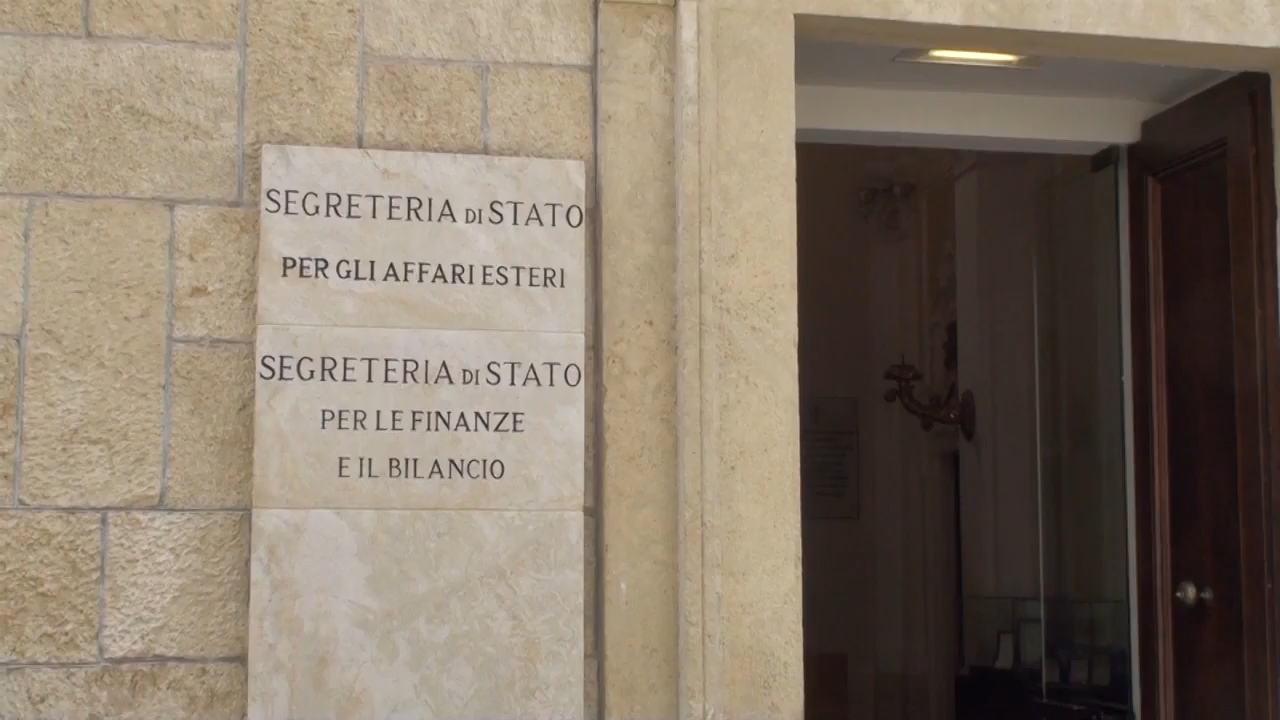 SEGRETERIA DI STATO
PER GLI AFFARI ESTERI
SEGRETERIA DI STATO
PER LE FINANZE
E IL BILANCIO